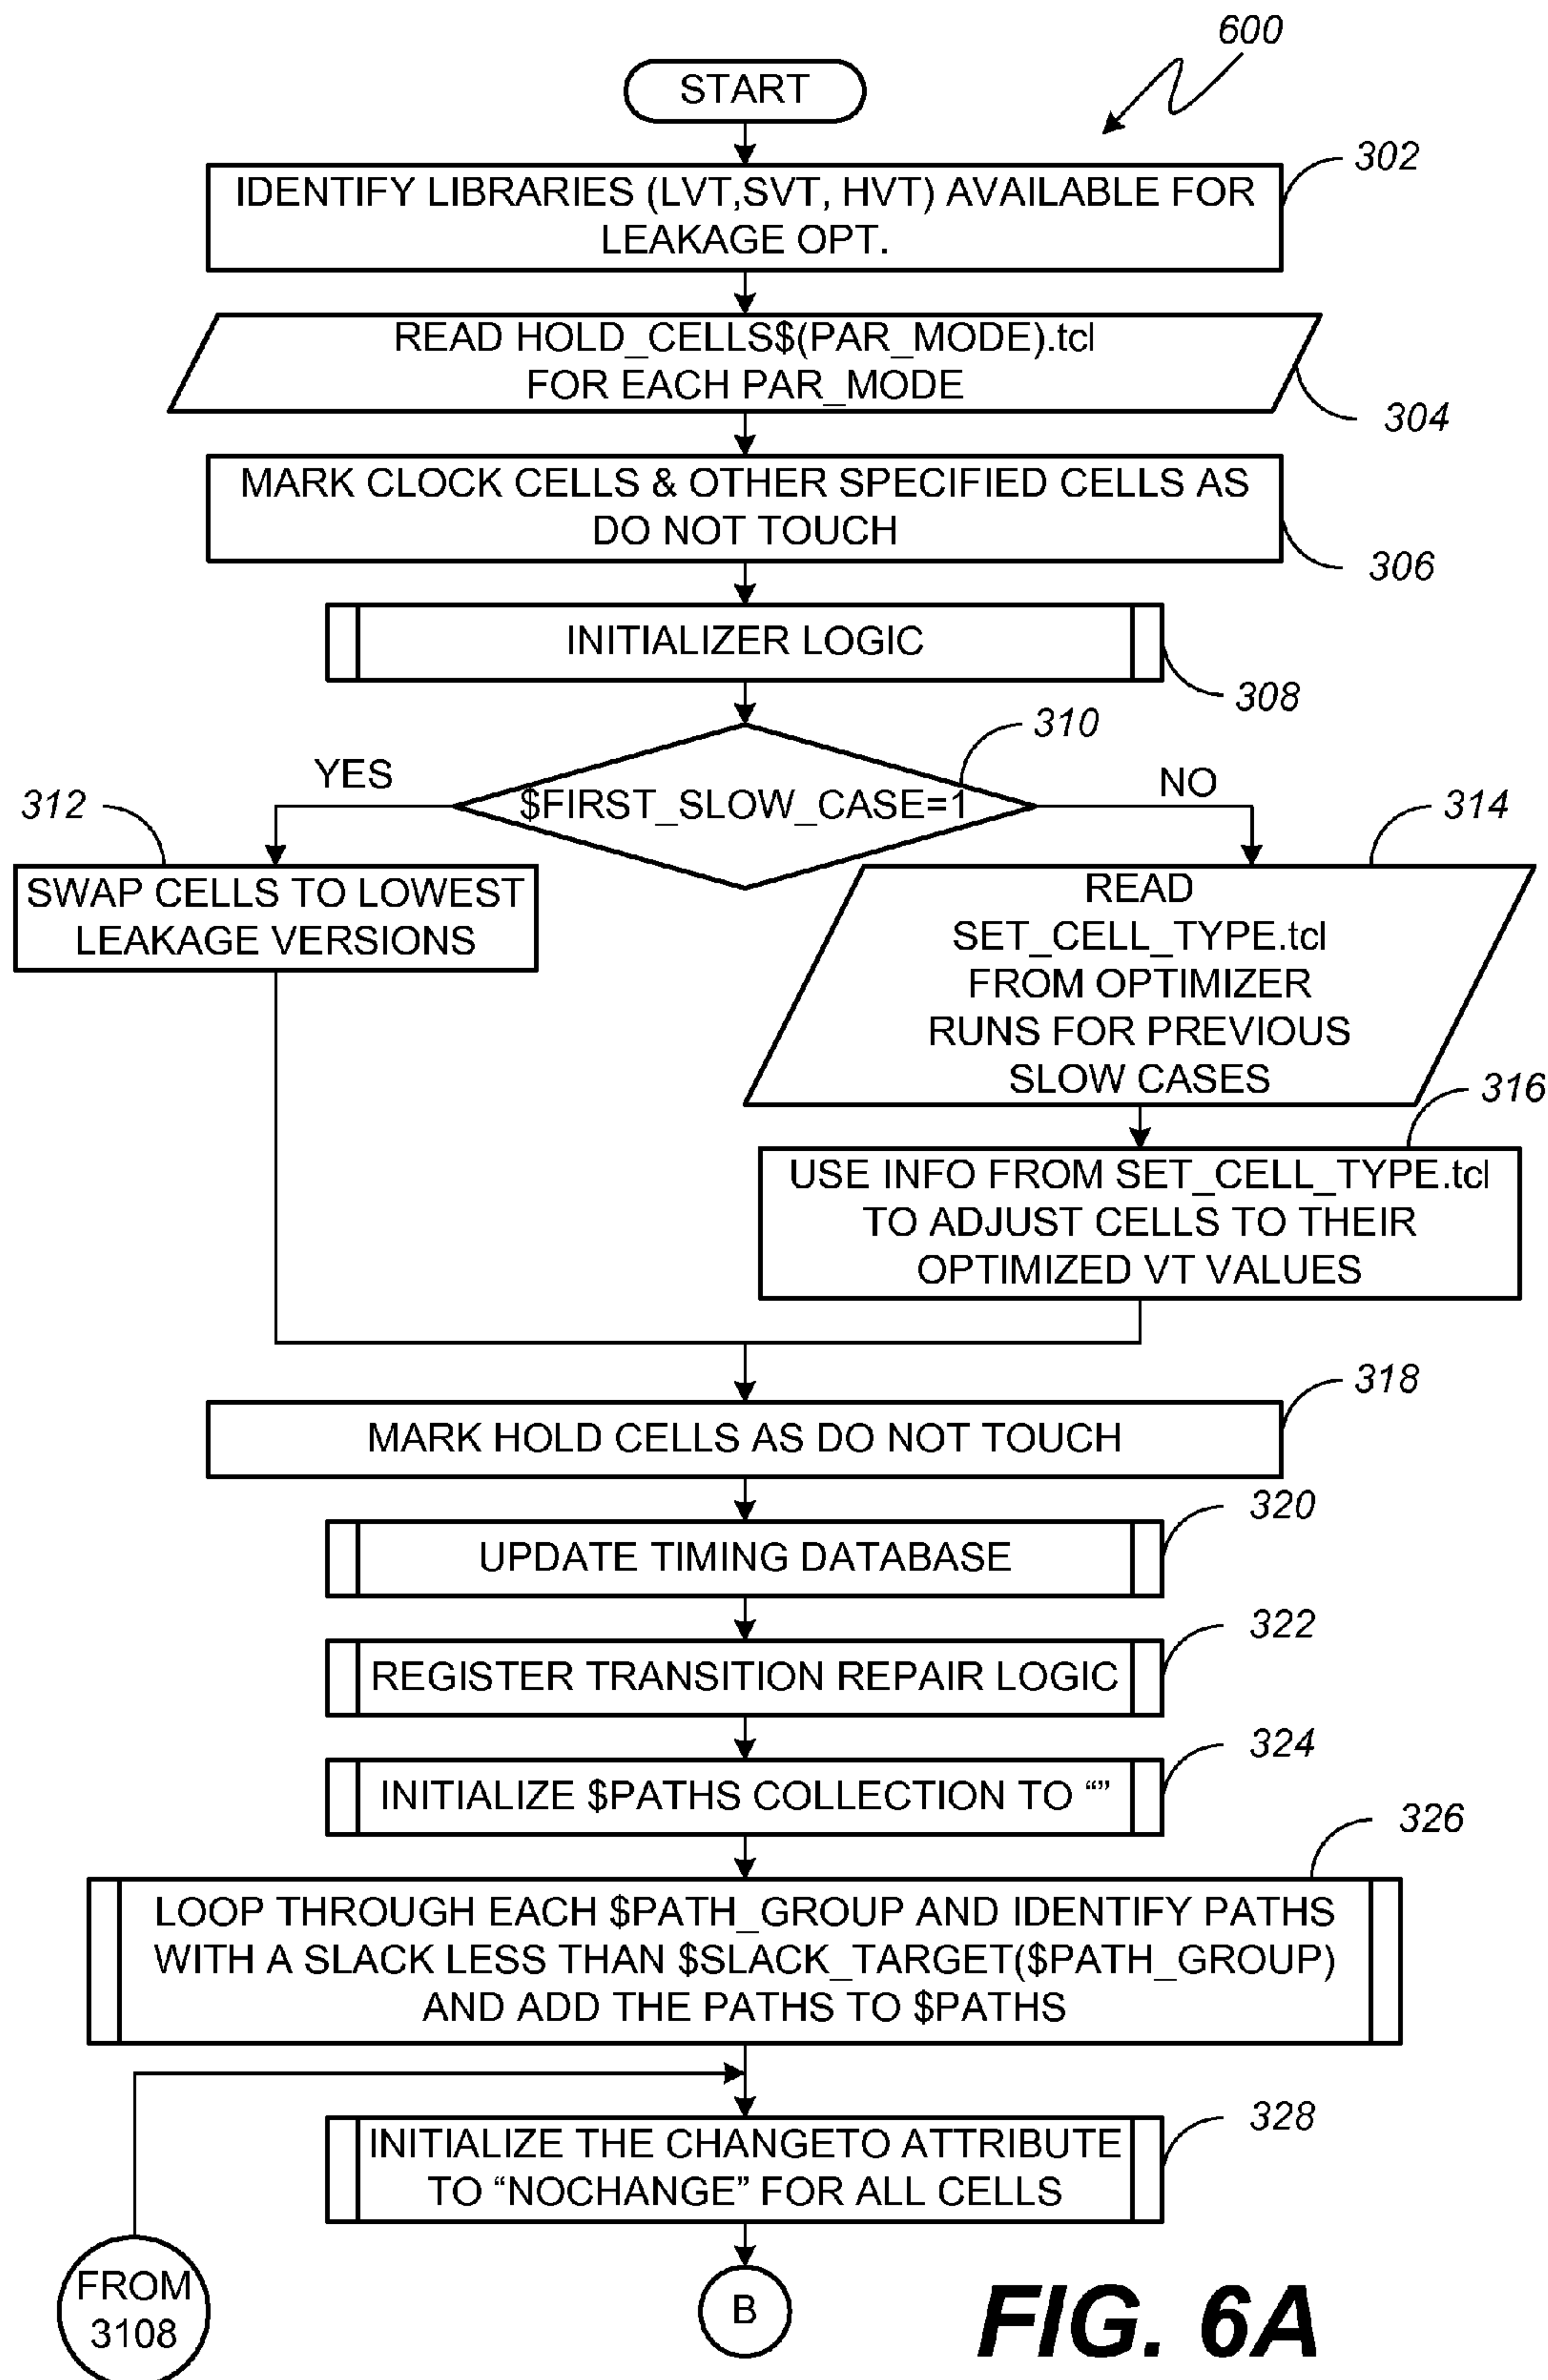 600
START
302
IDENTIFY LIBRARIES (LVT,SVT, HVT) AVAILABLE FOR
LEAKAGE OPT.
READ HOLD_CELLS$(PAR_MODE).tcl
FOR EACH PAR_MODE
304
MARK CLOCK CELLS & OTHER SPECIFIED CELLS AS
DO NOT TOUCH
306
INITIALIZER LOGIC
308
310
YES
$FIRST_SLOW_CASE=1
NO
312
314
SWAP CELLS TO LOWEST
LEAKAGE VERSIONS
READ
SET_CELL_TYPE.tcl
FROM OPTIMIZER
RUNS FOR PREVIOUS
SLOW CASES
316
USE INFO FROM SET_CELL_TYPE.tcl
TO ADJUST CELLS TO THEIR
OPTIMIZED VT VALUES
318
MARK HOLD CELLS AS DO NOT TOUCH
320
UPDATE TIMING DATABASE
322
REGISTER TRANSITION REPAIR LOGIC
324
INITIALIZE $PATHS COLLECTION TO “”
326
LOOP THROUGH EACH $PATH_GROUP AND IDENTIFY PATHS
WITH A SLACK LESS THAN $SLACK_TARGET($PATH_GROUP)
AND ADD THE PATHS TO $PATHS
328
INITIALIZE THE CHANGETO ATTRIBUTE
TO “NOCHANGE” FOR ALL CELLS
FROM
3108
B
FIG. 6A